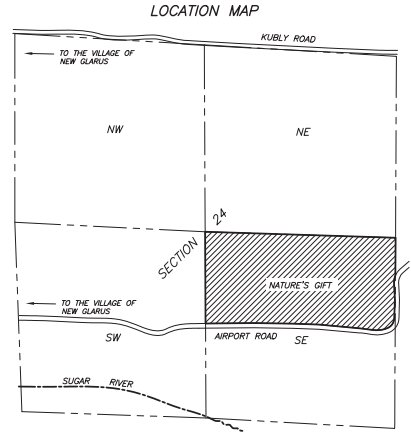 LOCATION MAP
KUBLY ROAD
TO THE VILLAGE OF
NEW GLARUS
NW
NE
SECTION 24
NATURE'S GIFT
TO THE VILLAGE OF
NEW GLARUS
SW
AIRPORT ROAD
SE
SUGAR RIVER